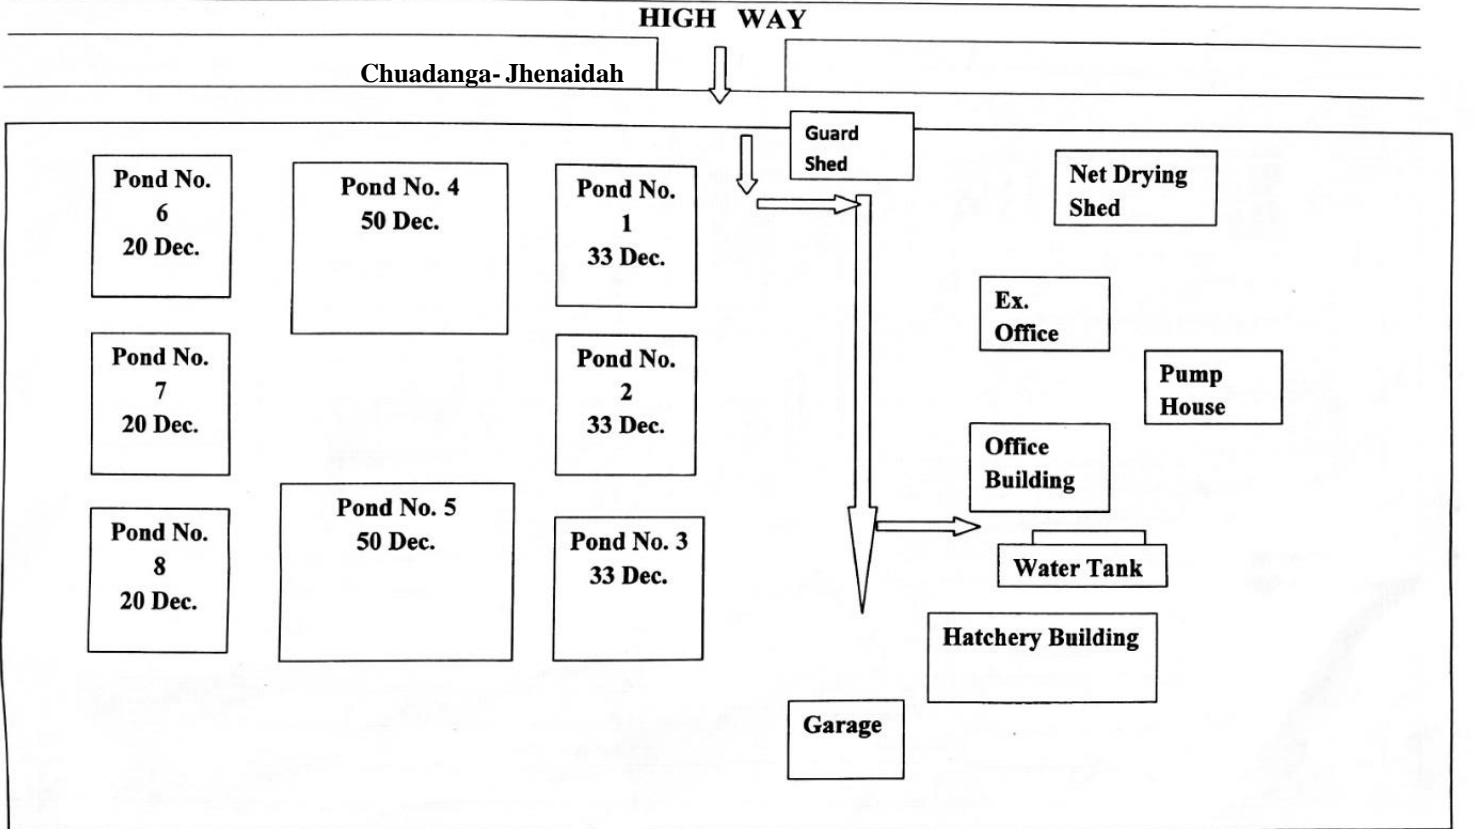 HIGH WAY
Chuadanga- Jhenaidah
Guard
Shed
Net Drying
Shed
Pond No.
6
20 Dec.
Pond No. 4
50 Dec.
Pond No.
1
33 Dec.
Ex.
Office
Pump
House
Pond No.
7
20 Dec.
Pond No.
2
33 Dec.
Office
Building
Pond No.
8
20 Dec.
Pond No. 5
50 Dec.
Pond No. 3
33 Dec.
Water Tank
Hatchery Building
Garage